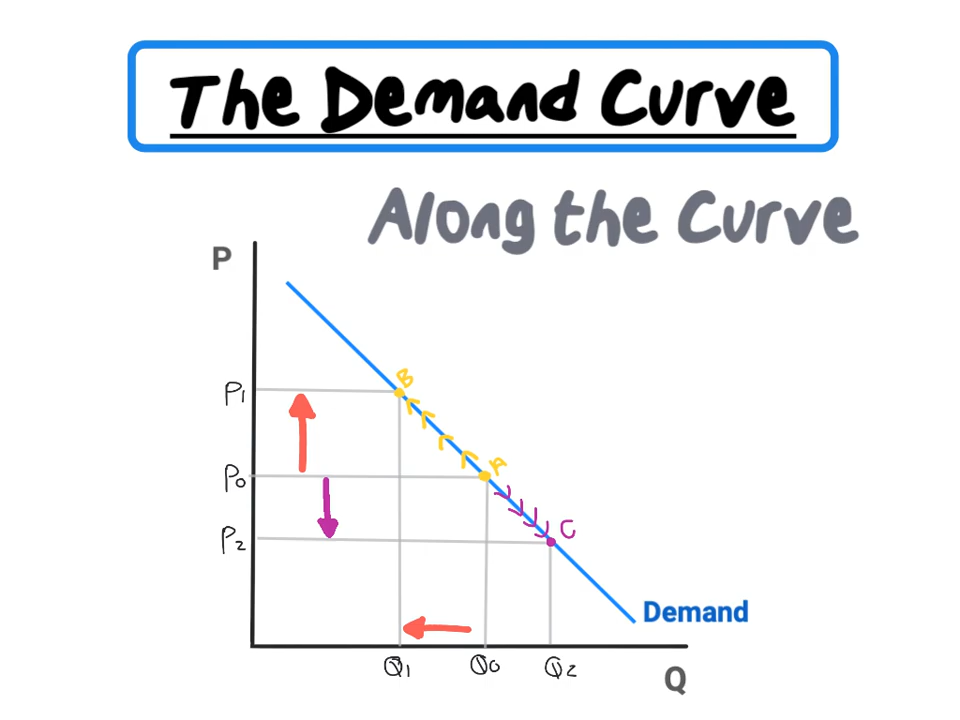 The Demand Curve
Along the Curve
P
B
P1
A
P0
C
P2
Demand
Q1 Q0 Q2
Q